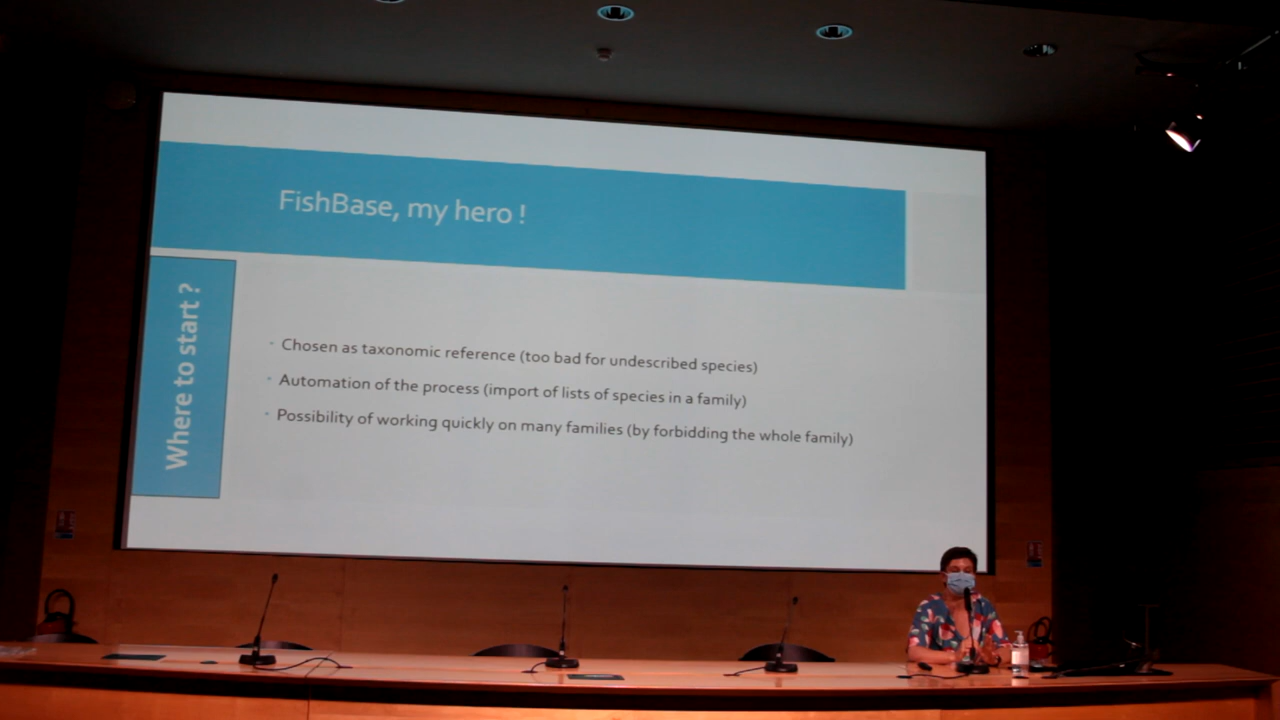 FishBase, my hero !
Where to start ?
Chosen as taxonomic reference (too bad for undescribed species)
Automation of the process (import of lists of species in a family)
Possibility of working quickly on many families (by forbidding the whole family)